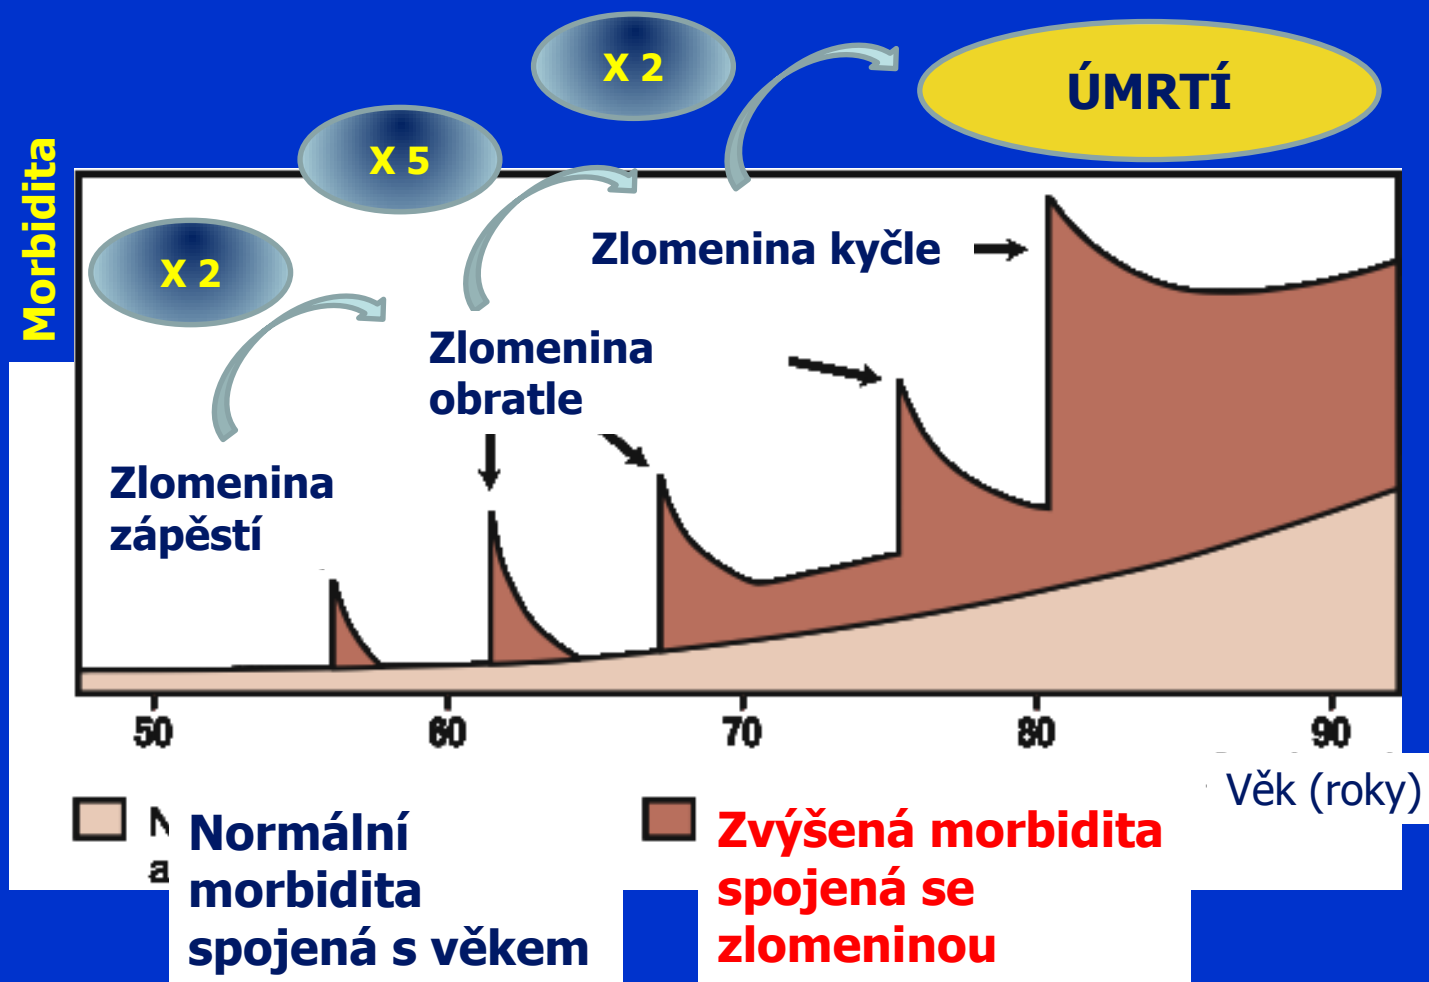 X 2
ÚMRTÍ
X 5
X 2
Morbidita
Zlomenina kyčle
Zlomenina
obratle
Zlomenina
zápěstí
50 60 70 80 90
Věk (roky)
Normální
morbidita
spojená s věkem
Zvýšená morbidita
spojená se
zlomeninou